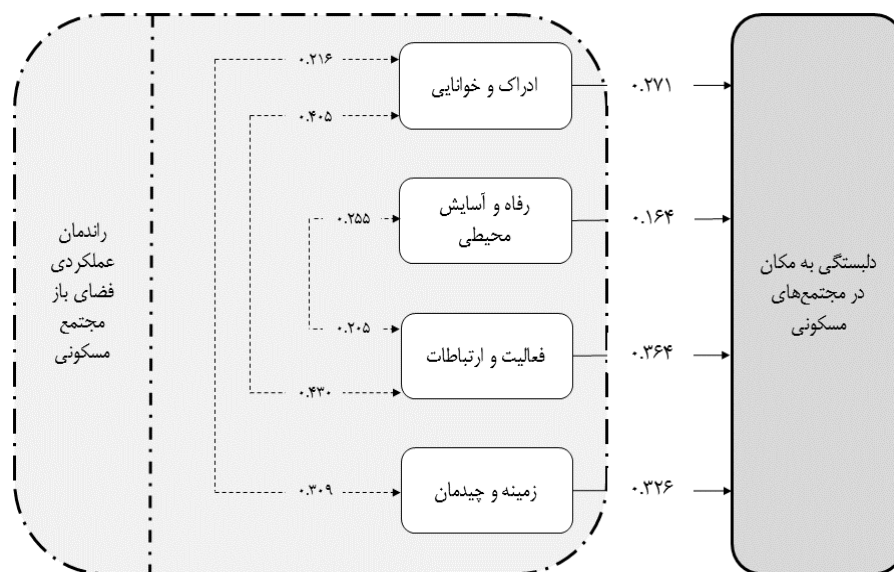 راندمان
عملکردی
فضای باز
مجتمع
مسکونی
ادراک و خوانایی
رفاه و آسایش
محیطی
فعالیت و ارتباطات
زمینه و چیدمان
۰.۲۱۶
۰.۴۰۵
۰.۲۵۵
۰.۲۰۵
۰.۴۳۰
۰.۳۰۹
۰.۲۷۱
۰.۱۶۴
۰.۳۶۴
۰.۳۲۶
دلبستگی به مکان
در مجتمع‌های
مسکونی